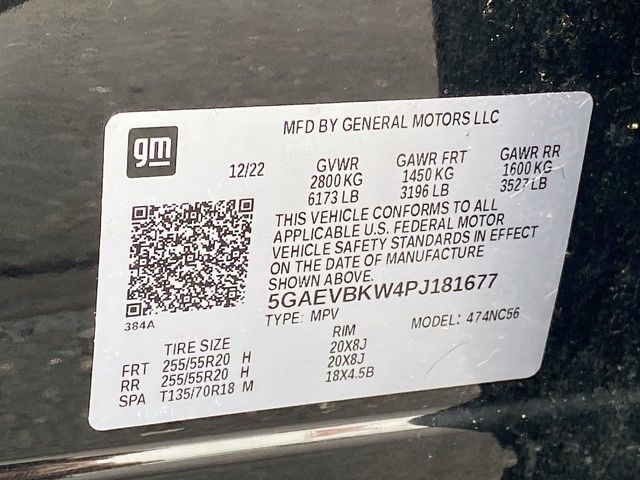 gm
MFD BY GENERAL MOTORS LLC
12/22 GVWR GAWR FRT GAWR RR
2800 KG 1450 KG 1600 KG
6173 LB 3196 LB 3527 LB
THIS VEHICLE CONFORMS TO ALL
APPLICABLE U.S. FEDERAL MOTOR
VEHICLE SAFETY STANDARDS IN EFFECT
ON THE DATE OF MANUFACTURE
SHOWN ABOVE.
5GAEVBKW4PJ181677
384A
TYPE: MPV MODEL: 474NC56
TIRE SIZE RIM
FRT 255/55R20 H 20X8J
RR 255/55R20 H 20X8J
SPA T135/70R18 M 18X4.5B